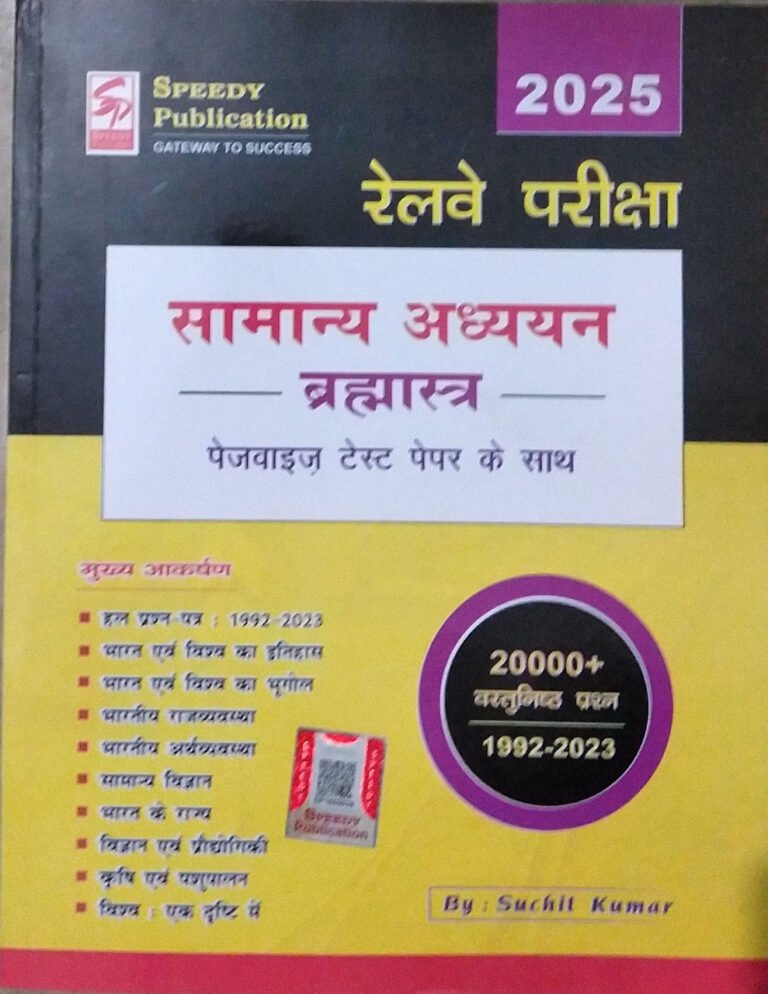 SPEEDY
Publication
GATEWAY TO SUCCESS
2025
रेलवे परीक्षा
सामान्य अध्ययन
ब्रह्मास्त्र
पेजवाइज़ टेस्ट पेपर के साथ
मुख्य आकर्षण
हल प्रश्न-पत्र : 1992-2023
भारत एवं विश्व का इतिहास
भारत एवं विश्व का भूगोल
भारतीय राजव्यवस्था
भारतीय अर्थव्यवस्था
सामान्य विज्ञान
भारत के राज्य
विज्ञान एवं प्रौद्योगिकी
कृषि एवं पशुपालन
विश्व : एक दृष्टि में
20000+
वस्तुनिष्ठ प्रश्न
1992-2023
SPEEDY
Publication
By : Suchit Kumar